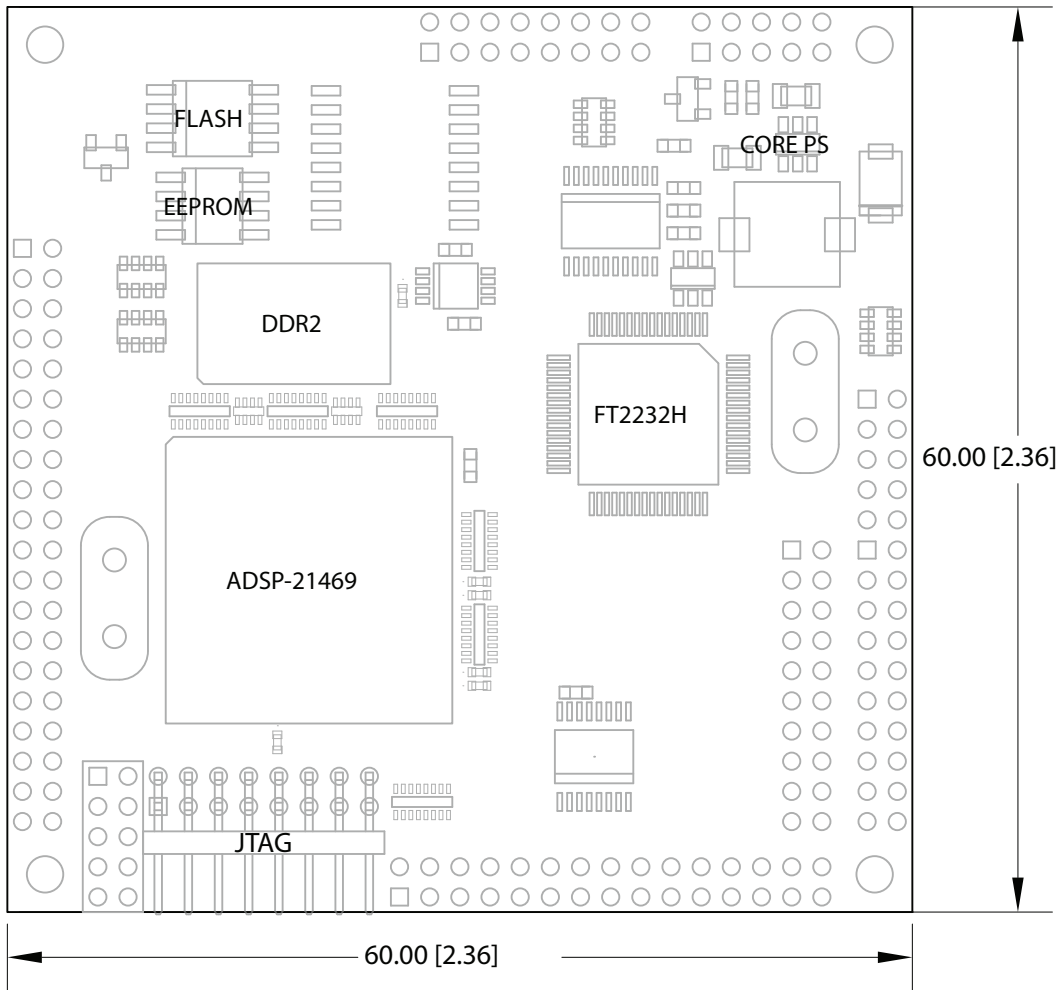 FLASH
CORE PS
EEPROM
DDR2
FT2232H
60.00 [2.36]
ADSP-21469
JTAG
60.00 [2.36]